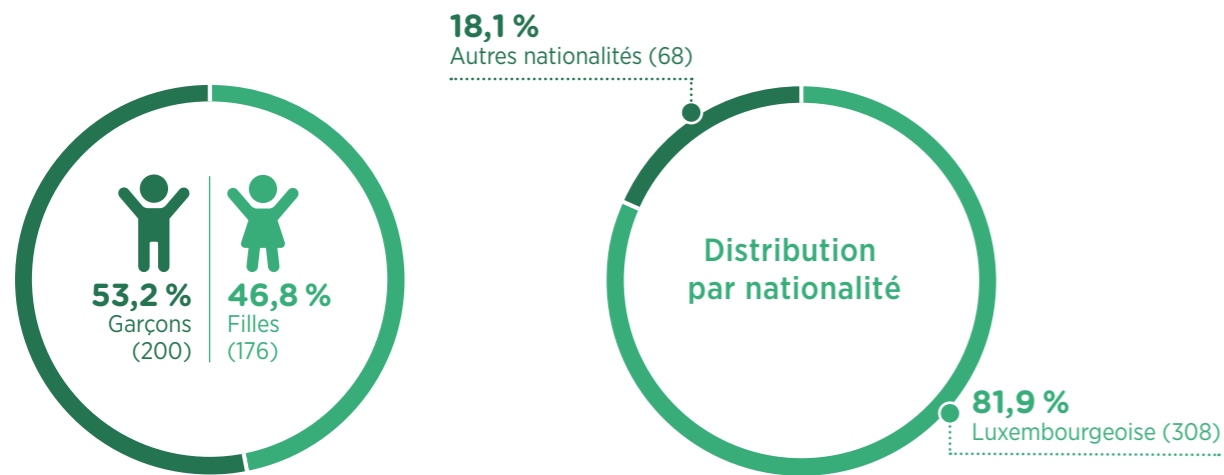 18,1 %
Autres nationalités (68)
53,2 %
Garçons
(200)
46,8 %
Filles
(176)
Distribution
par nationalité
81,9 %
Luxembourgeoise (308)